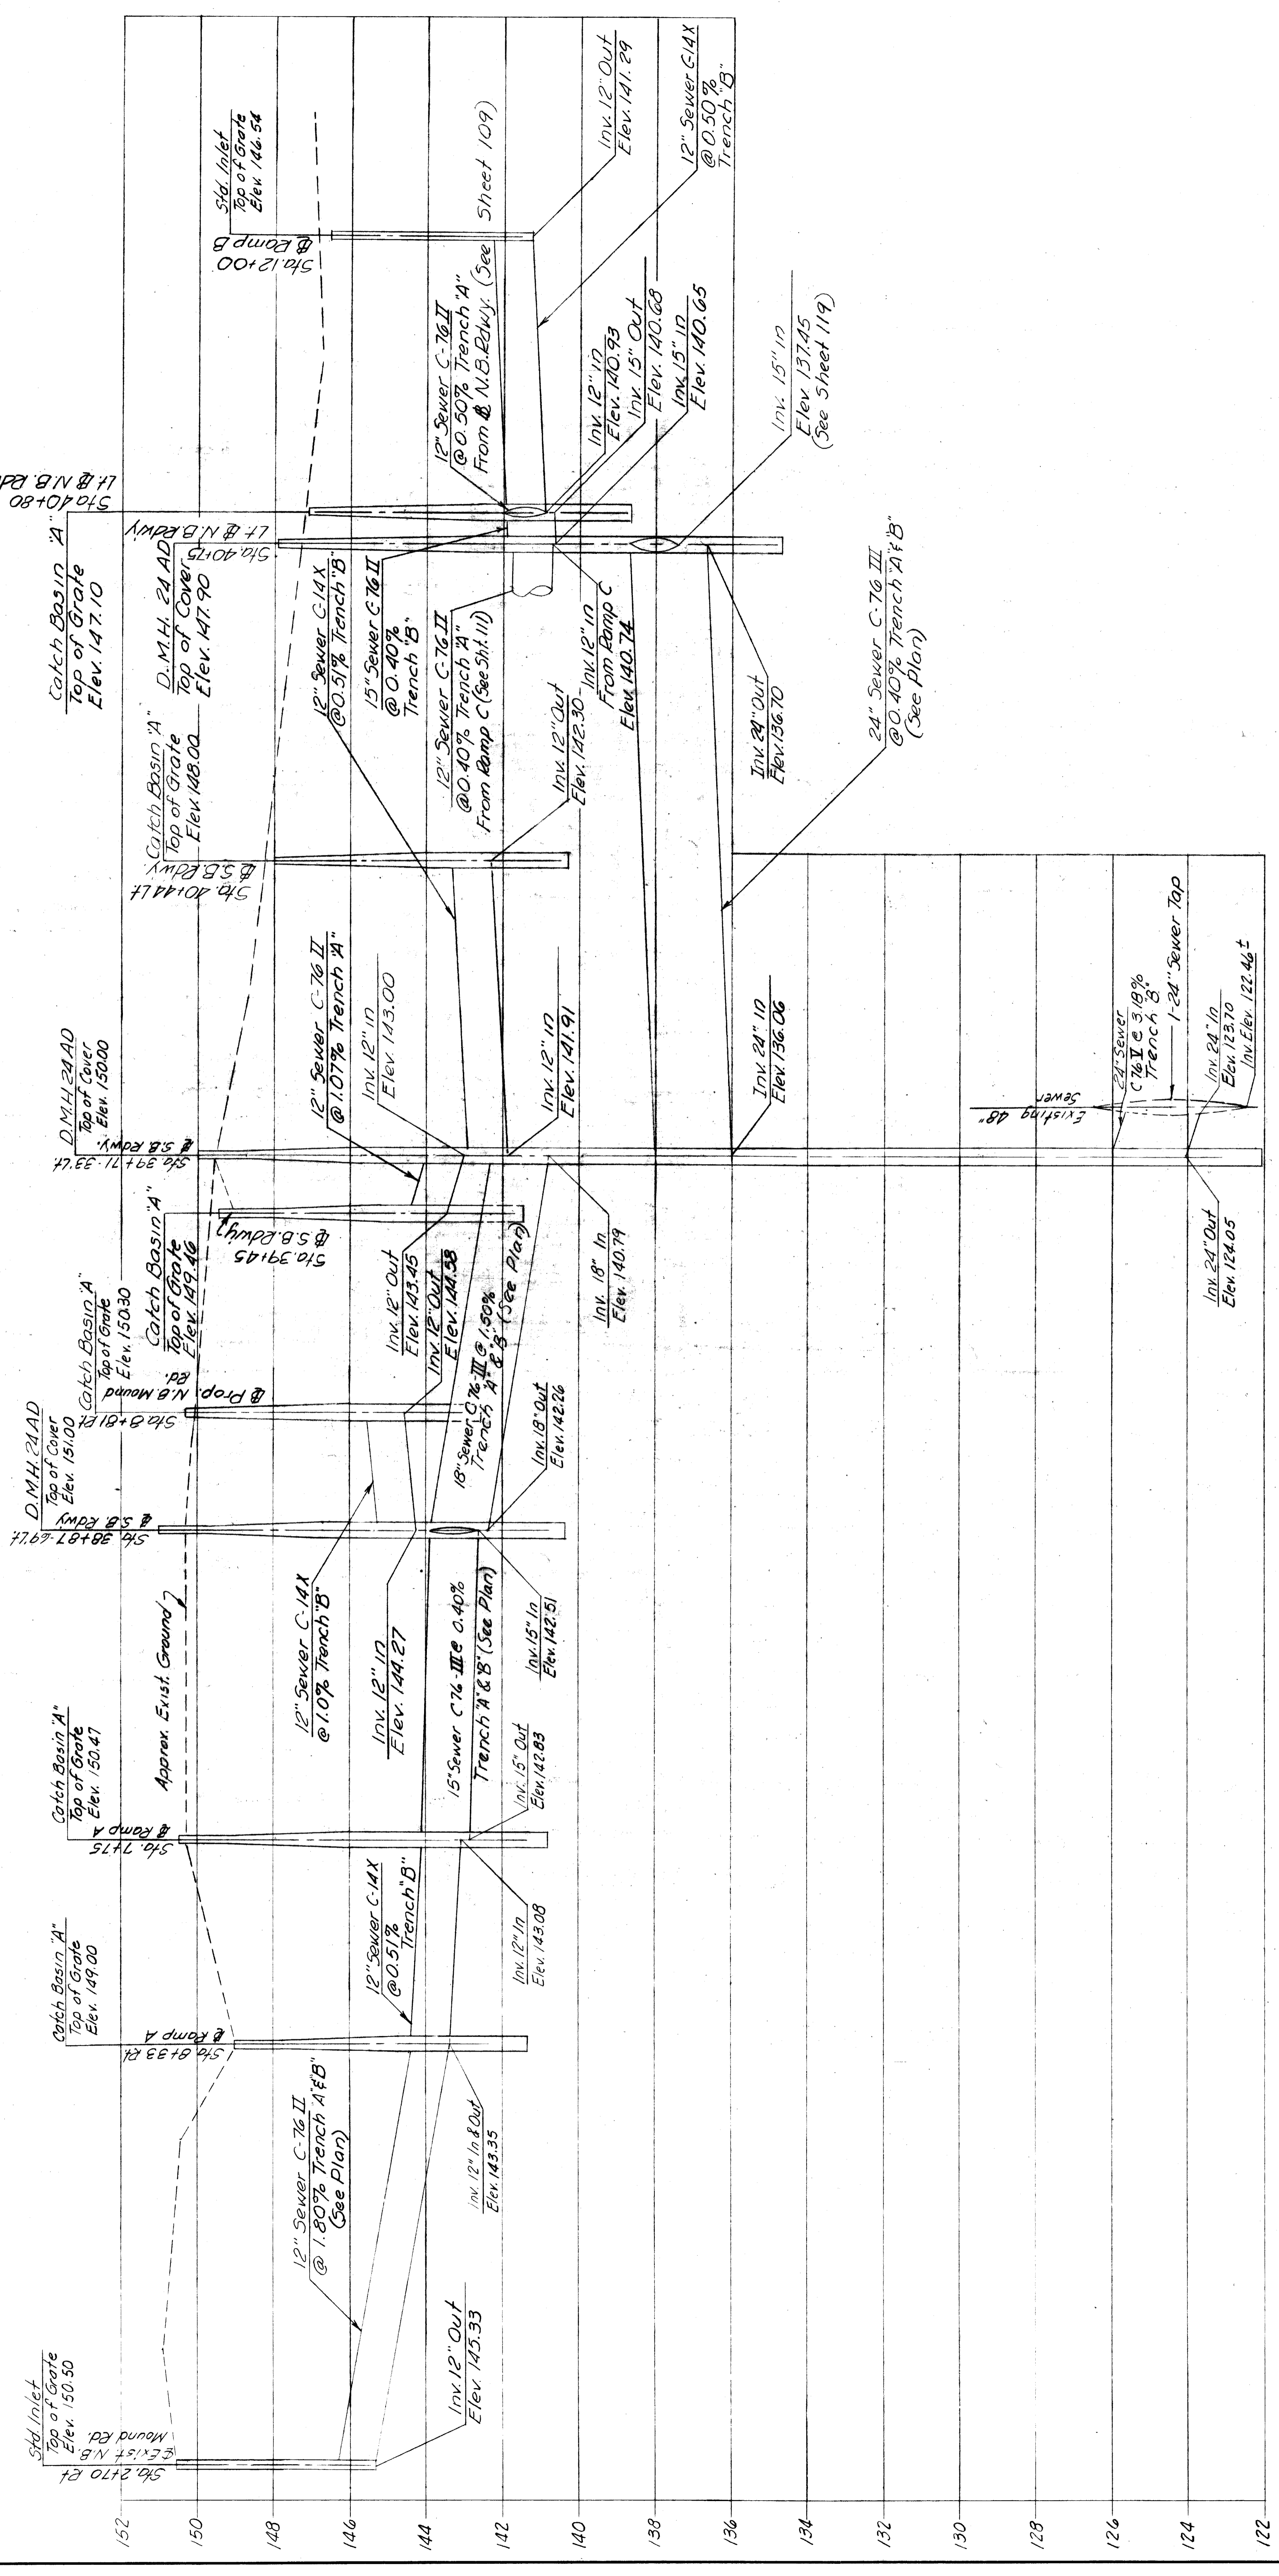 152
150
148
146
144
142
140
138
136
134
132
130
128
126
124
122
Std. Inlet
Top of Grate
Elev. 150.50
Sta. 2+70 Rt
₵ Exist. N.B.
Mound Rd.
Inv. 12" Out
Elev. 145.33
12" Sewer C-76 II
@ 1.80% Trench "A"&"B"
(See Plan)
Catch Basin "A"
Top of Grate
Elev. 149.00
Sta 8+33 Rt
Ramp A
Inv. 12" In & Out
Elev. 143.35
12" Sewer C-14X
@ 0.51%
Trench "B"
Catch Basin "A"
Top of Grate
Elev. 150.47
Sta. 7+75
Ramp A
Inv. 12" In
Elev. 143.08
Inv. 15" Out
Elev. 142.83
Approx. Exist. Ground
15" Sewer C76-III @ 0.40%
Trench "A" & "B" (See Plan)
Inv. 15" In
Elev. 142.51
D.M.H. 24 AD
Top of Cover
Elev. 151.00
Sta 38+87-69' Lt.
S.B. Rdwy
12" Sewer C-14X
@ 1.0% Trench "B"
Inv. 12" In
Elev. 144.27
Inv. 18" Out
Elev. 142.26
Catch Basin "A"
Top of Grate
Elev. 150.30
Sta 8+81 Rt
Prop. N.B. Mound
Rd.
Inv. 12" Out
Elev. 144.58
18" Sewer C76-III @ 1.50%
Trench "A" & "B" (See Plan)
Catch Basin "A"
Top of Grate
Elev. 149.46
Sta. 39+45
S.B. Rdwy
Inv. 12" Out
Elev. 143.45
Inv. 18" In
Elev. 140.79
D.M.H. 24 AD
Top of Cover
Elev. 150.00
Sta 39+71-33' Lt.
S.B. Rdwy.
12" Sewer C-76 II
@ 1.07% Trench "A"
Inv. 12" in
Elev. 143.00
Inv. 12" in
Elev. 141.91
Inv. 24" In
Elev. 136.06
Inv. 24" Out
Elev. 124.05
Existing 48"
Sewer
24" Sewer
C76-V @ 3.18%
Trench "B"
1-24" Sewer Tap
Inv. 24" In
Elev. 123.70
Inv. Elev. 122.46±
Catch Basin "A"
Top of Grate
Elev. 148.00
Sta. 40+44 Lt
S.B. Rdwy.
12" Sewer C-14X
@ 0.51% Trench "B"
Inv. 12" Out
Elev. 142.30
D.M.H. 24 AD
Top of Cover
Elev. 147.90
Sta. 40+75
Lt. N.B. Rdwy
15" Sewer C76 II
@ 0.40%
Trench "B"
12" Sewer C-76 II
@ 0.40% Trench "A"
From Ramp C (See Sht. 111)
Inv. 12" in
From Ramp C
Elev. 140.74
Inv. 24" Out
Elev. 136.70
24" Sewer C-76 III
@ 0.40% Trench "A"&"B"
(See Plan)
Catch Basin "A"
Top of Grate
Elev. 147.10
Sta 40+80
Lt. N.B. Rd
12" Sewer C-76 II
@ 0.50% Trench "A"
From N.B. Rdwy. (See Sheet 109)
Inv. 12" in
Elev. 140.93
Inv. 15" Out
Elev. 140.68
Inv. 15" in
Elev. 140.65
Inv. 15" in
Elev. 137.45
(See Sheet 119)
Std. Inlet
Top of Grate
Elev. 146.54
Sta. 12+00
Ramp B
Inv. 12" Out
Elev. 141.29
12" Sewer C-14X
@ 0.50%
Trench "B"